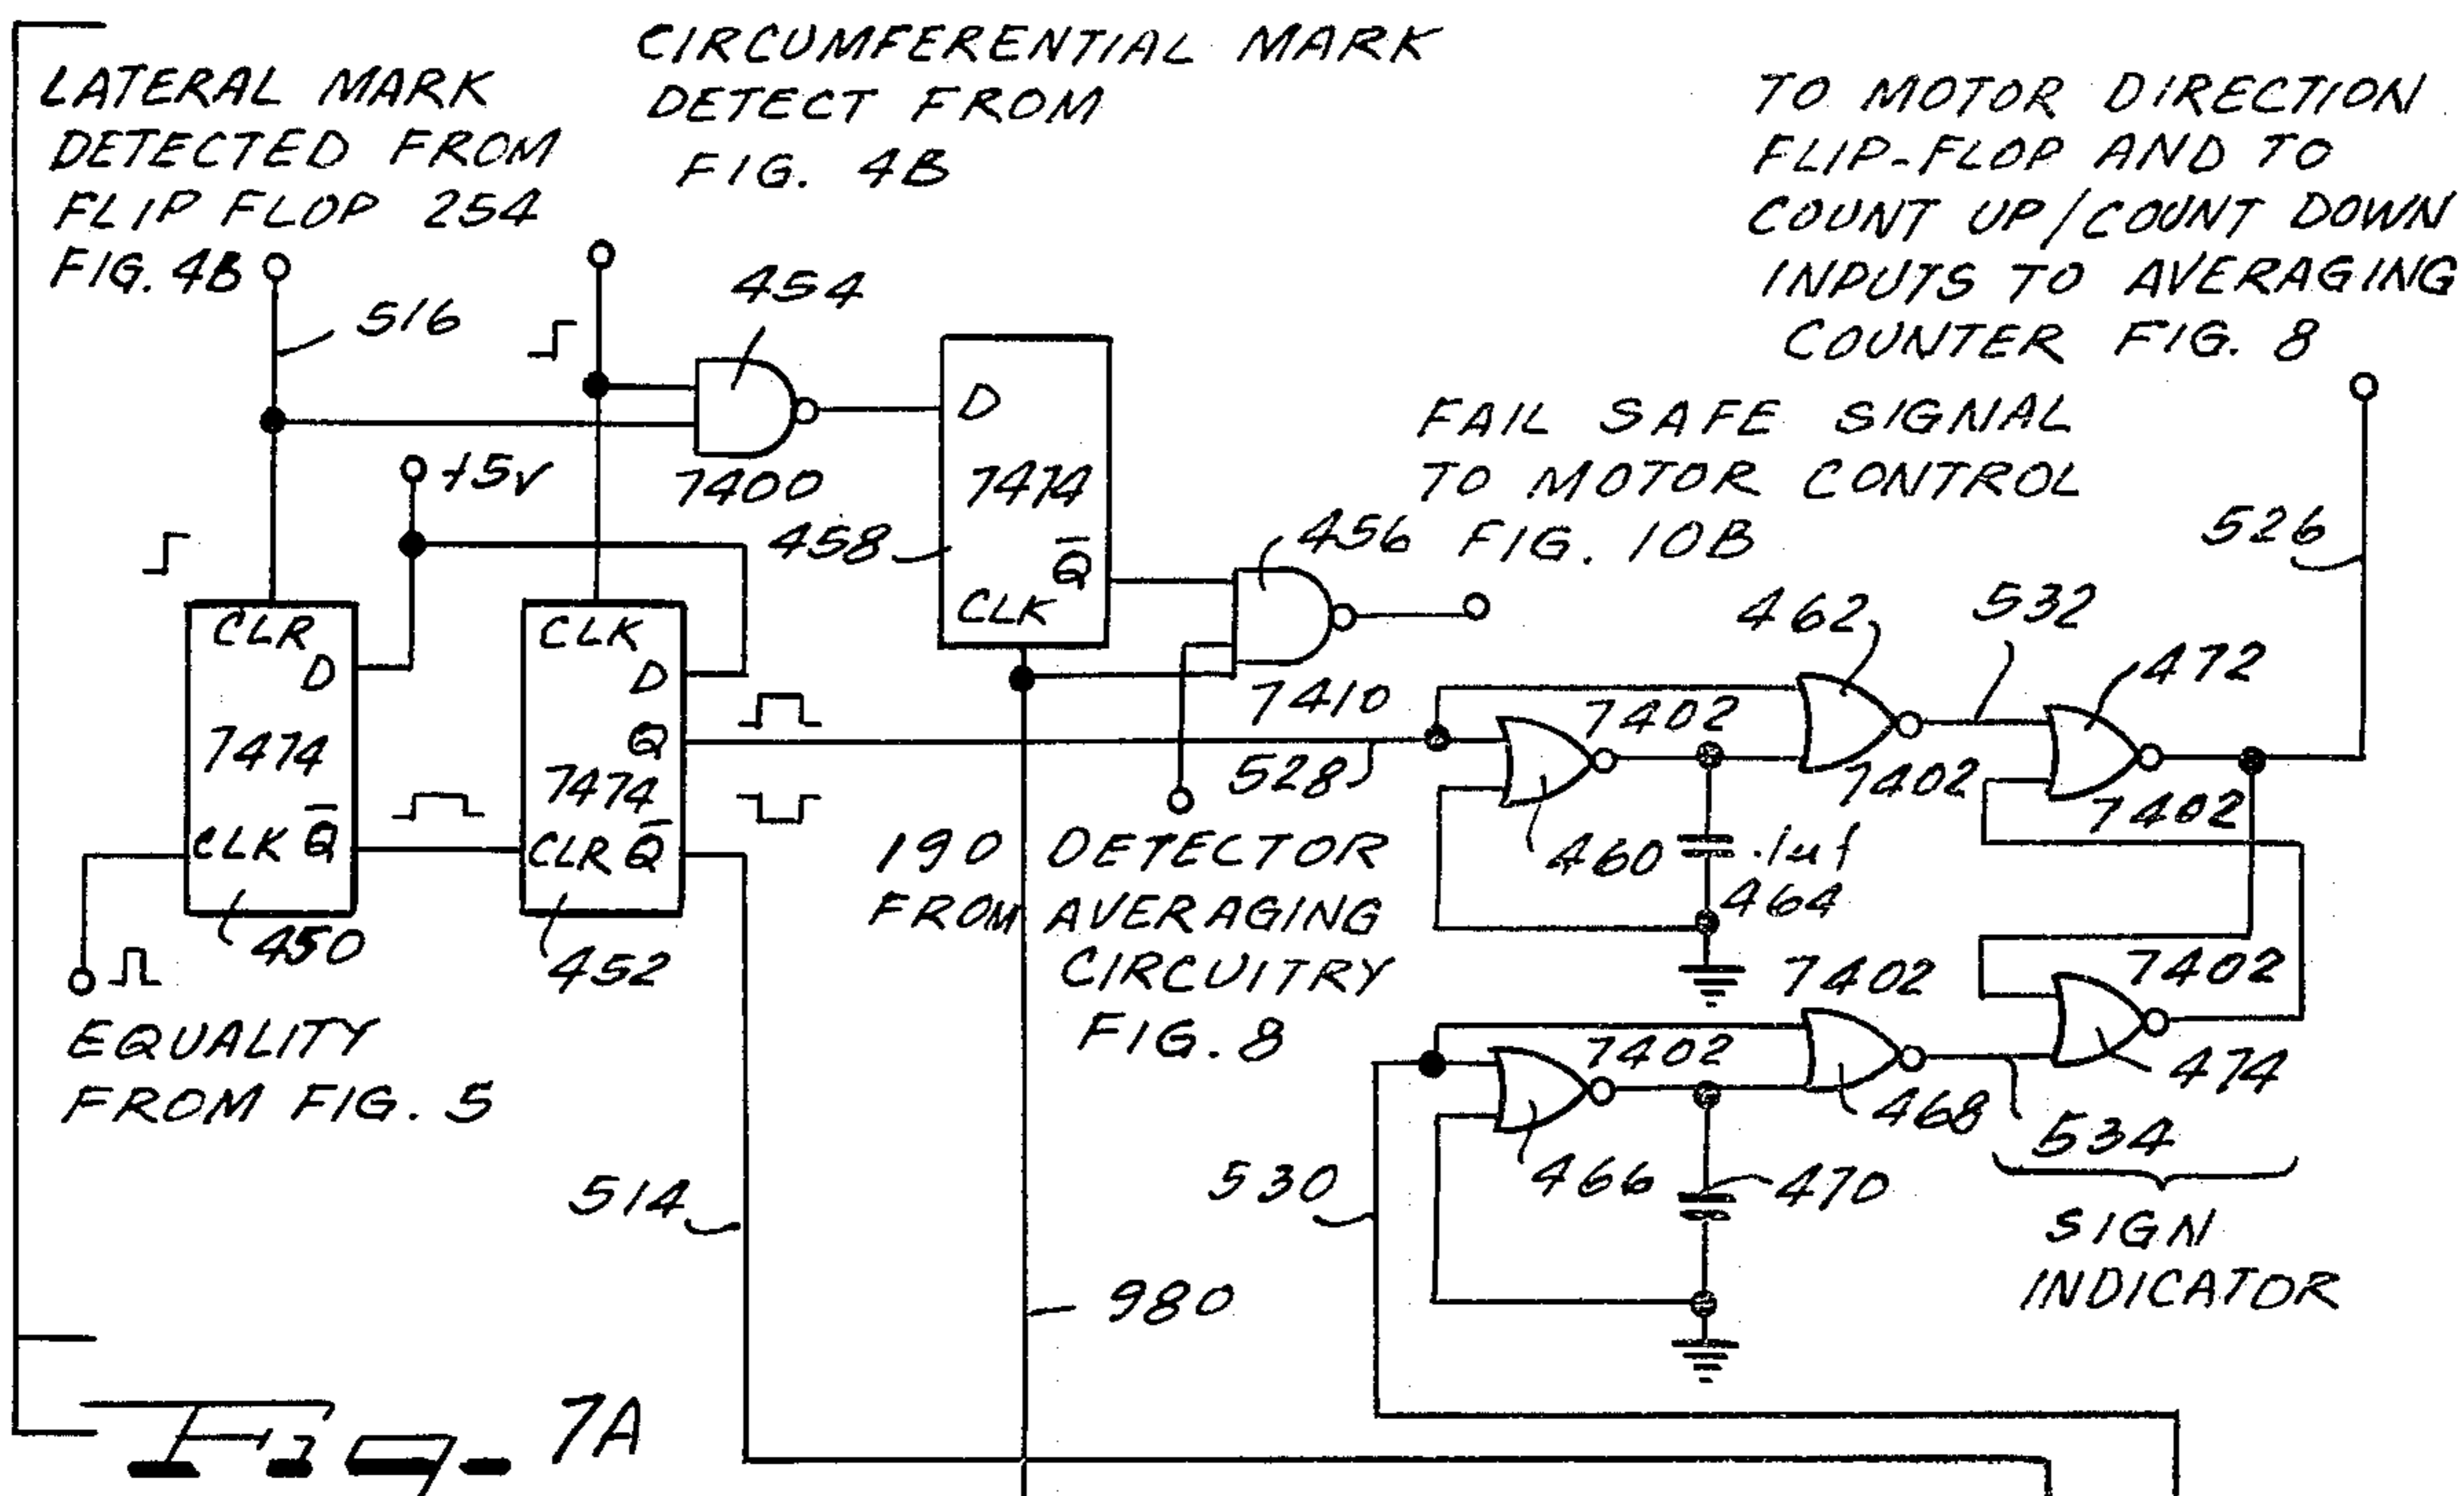 CIRCUMFERENTIAL MARK
DETECT FROM
FIG. 4B
LATERAL MARK
DETECTED FROM
FLIP FLOP 254
FIG. 4B
TO MOTOR DIRECTION
FLIP-FLOP AND TO
COUNT UP/COUNT DOWN
INPUTS TO AVERAGING
COUNTER FIG. 8
516
454
7400
+5V
D
7474
Q̅
CLK
458
FAIL SAFE SIGNAL
TO MOTOR CONTROL
FIG. 10B
456
7410
526
CLR
D
7474
CLK Q̅
450
CLK
D
Q
7474
CLR Q̅
452
EQUALITY
FROM FIG. 5
190 DETECTOR
FROM AVERAGING
CIRCUITRY
FIG. 8
528
7402
460
.1uf
464
462
7402
532
472
7402
7402
474
7402
466
470
7402
468
534
SIGN
INDICATOR
530
514
980
Fig- 7A